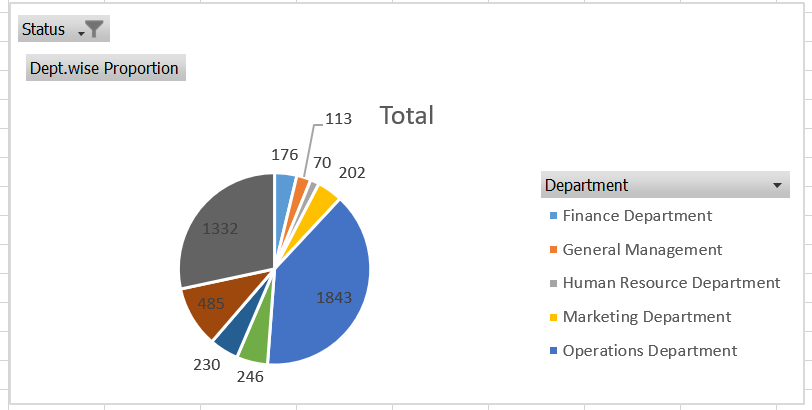 Status
Dept.wise Proportion
Total
113
176
70
202
1332
1843
485
230
246
Department
Finance Department
General Management
Human Resource Department
Marketing Department
Operations Department